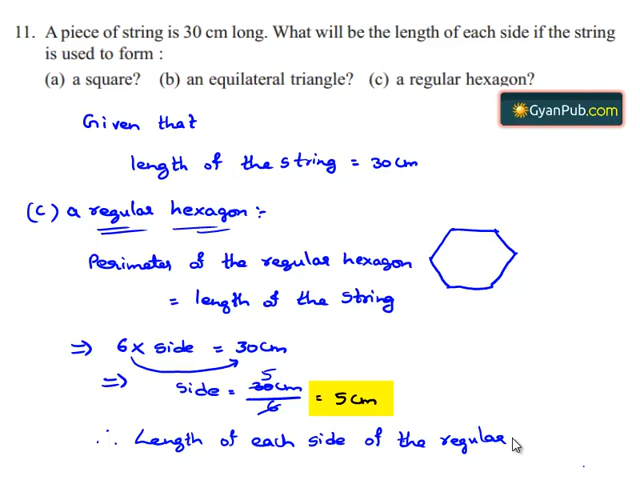 11. A piece of string is 30 cm long. What will be the length of each side if the string
is used to form :
(a) a square? (b) an equilateral triangle? (c) a regular hexagon?
GyanPub.com
Given that
length of the string = 30cm
(C) a regular hexagon :-
Perimeter of the regular hexagon
= length of the string
⇒ 6 x side = 30cm
5
⇒ side = 30cm/6 = 5cm
∴ Length of each side of the regular